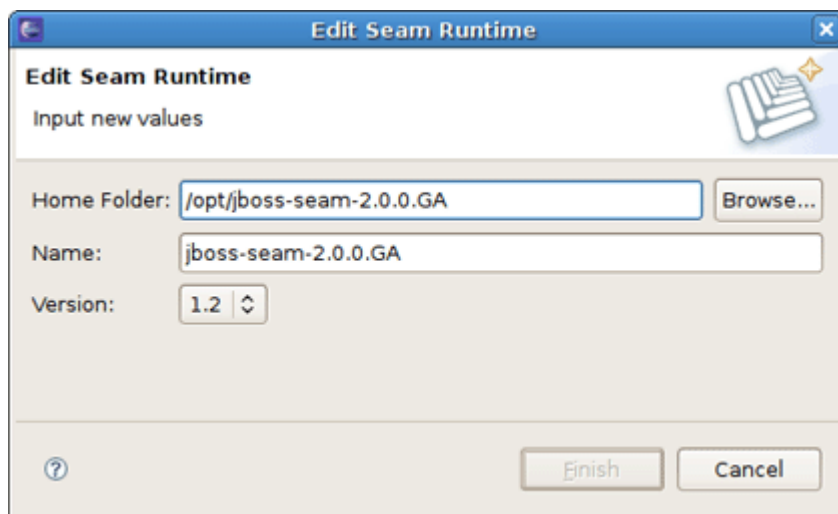 Edit Seam Runtime
Edit Seam Runtime
Input new values
Home Folder: /opt/jboss-seam-2.0.0.GA Browse...
Name: jboss-seam-2.0.0.GA
Version: 1.2
Finish Cancel